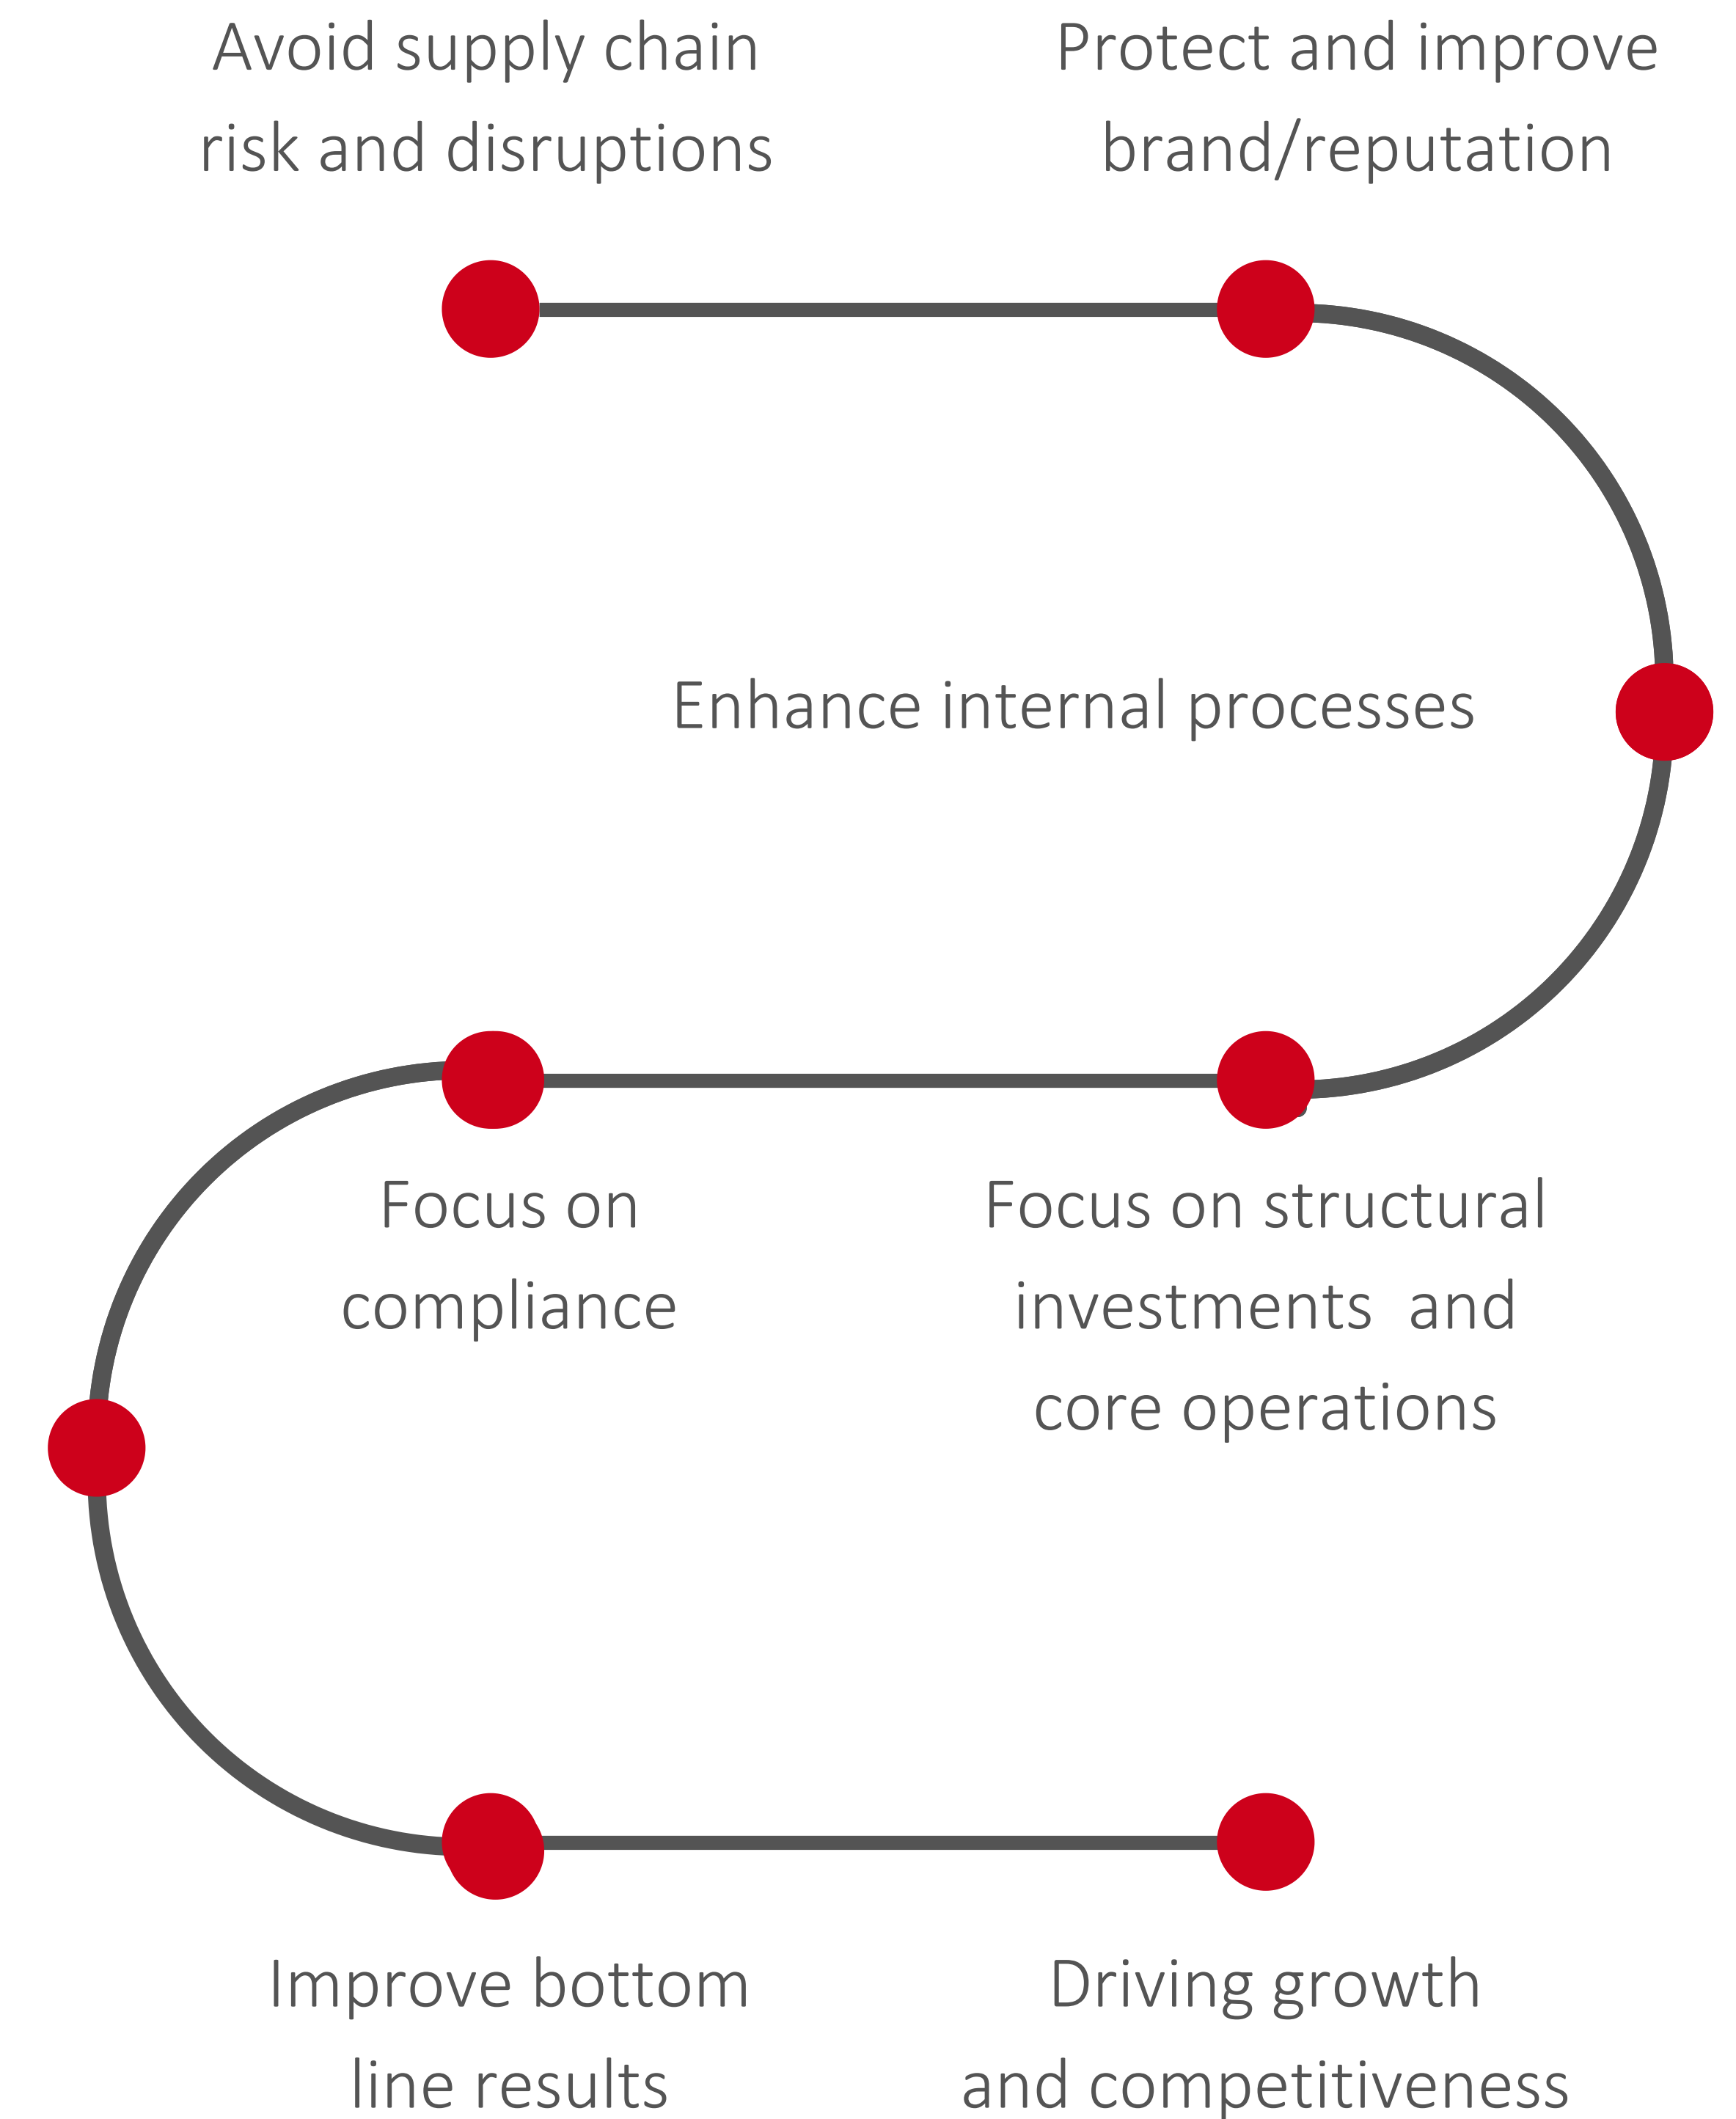 Avoid supply chain
risk and disruptions
Protect and improve
brand/reputation
Enhance internal processes
Focus on
compliance
Focus on structural
investments  and
core operations
Improve bottom
line results
Driving growth
and competitiveness